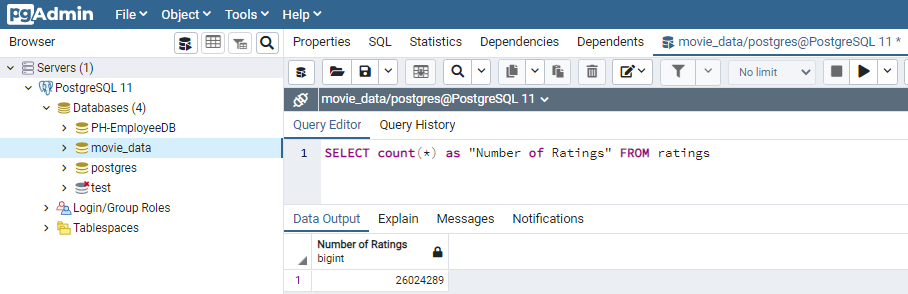 pgAdmin File Object Tools Help
Browser
Properties SQL Statistics Dependencies Dependents movie_data/postgres@PostgreSQL 11 *
Servers (1)
PostgreSQL 11
Databases (4)
PH-EmployeeDB
movie_data
postgres
test
Login/Group Roles
Tablespaces
No limit
movie_data/postgres@PostgreSQL 11
Query Editor Query History
1 SELECT count(*) as "Number of Ratings" FROM ratings
Data Output Explain Messages Notifications
Number of Ratings
bigint
1 26024289